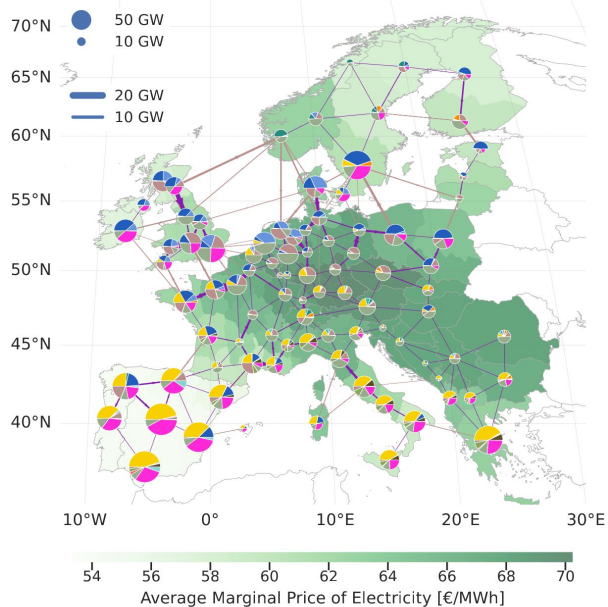 70°N
50 GW
10 GW
65°N
20 GW
10 GW
60°N
55°N
50°N
45°N
40°N
10°W 0° 10°E 20°E 30°E
54 56 58 60 62 64 66 68 70
Average Marginal Price of Electricity [€/MWh]